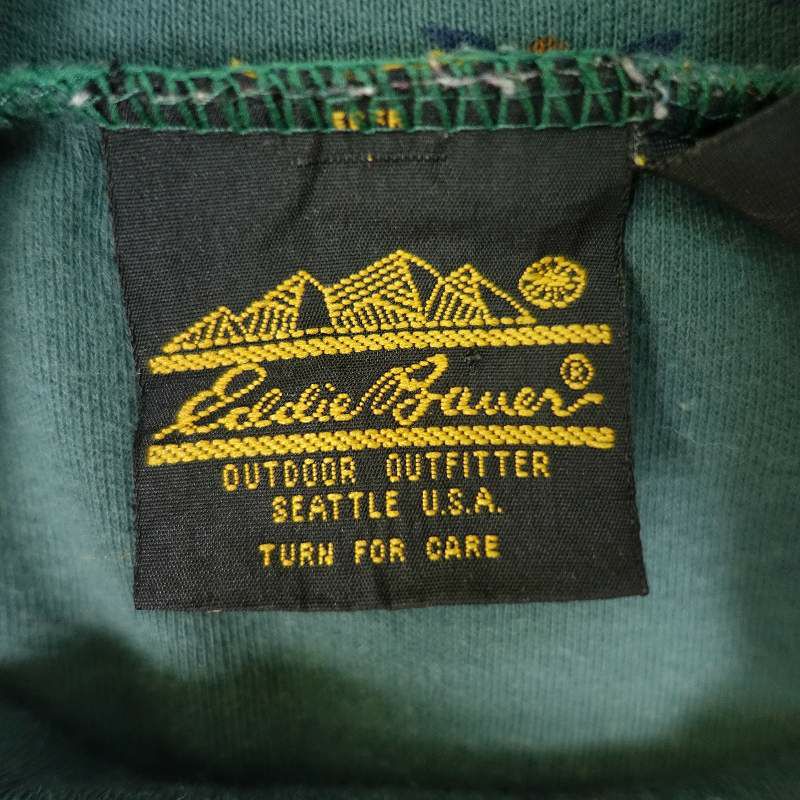 Eddie Bauer®
OUTDOOR OUTFITTER
SEATTLE U.S.A.
TURN FOR CARE